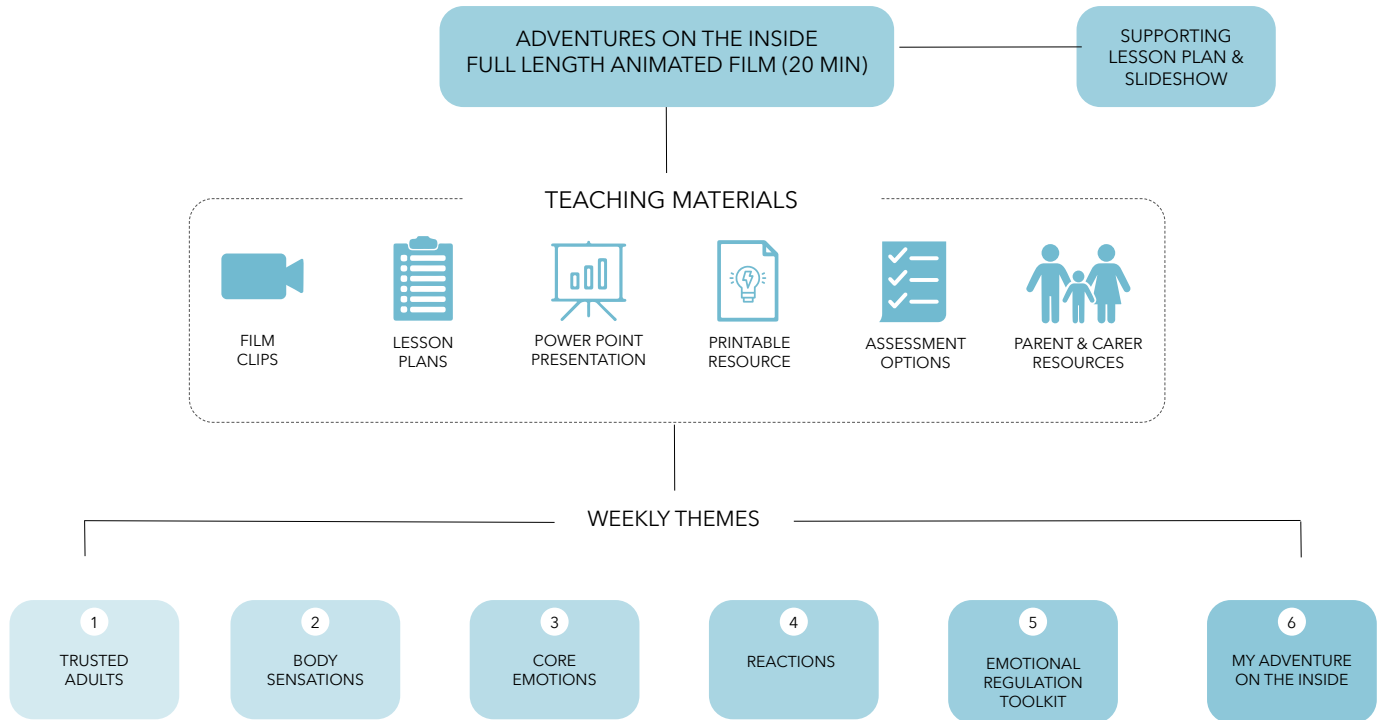 ADVENTURES ON THE INSIDE
FULL LENGTH ANIMATED FILM (20 MIN)
SUPPORTING
LESSON PLAN &
SLIDESHOW
TEACHING MATERIALS
FILM
CLIPS
LESSON
PLANS
POWER POINT
PRESENTATION
PRINTABLE
RESOURCE
ASSESSMENT
OPTIONS
PARENT & CARER
RESOURCES
WEEKLY THEMES
1
TRUSTED
ADULTS
2
BODY
SENSATIONS
3
CORE
EMOTIONS
4
REACTIONS
5
EMOTIONAL
REGULATION
TOOLKIT
6
MY ADVENTURE
ON THE INSIDE